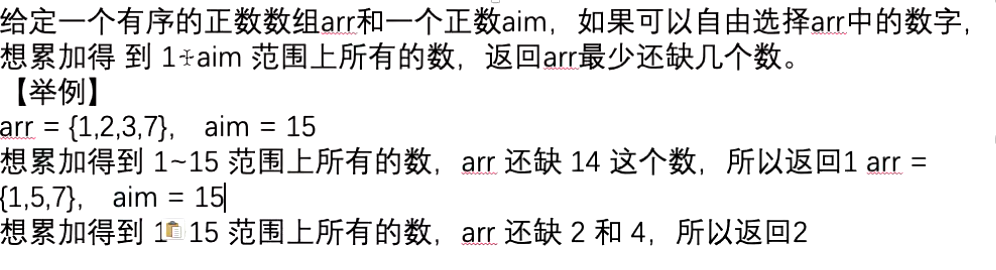 给定一个有序的正数数组arr和一个正数aim，如果可以自由选择arr中的数字，
想累加得 到 1~aim 范围上所有的数，返回arr最少还缺几个数。
【举例】
arr = {1,2,3,7}， aim = 15
想累加得到 1~15 范围上所有的数，arr 还缺 14 这个数，所以返回1 arr =
{1,5,7}， aim = 15
想累加得到 1 15 范围上所有的数，arr 还缺 2 和 4，所以返回2